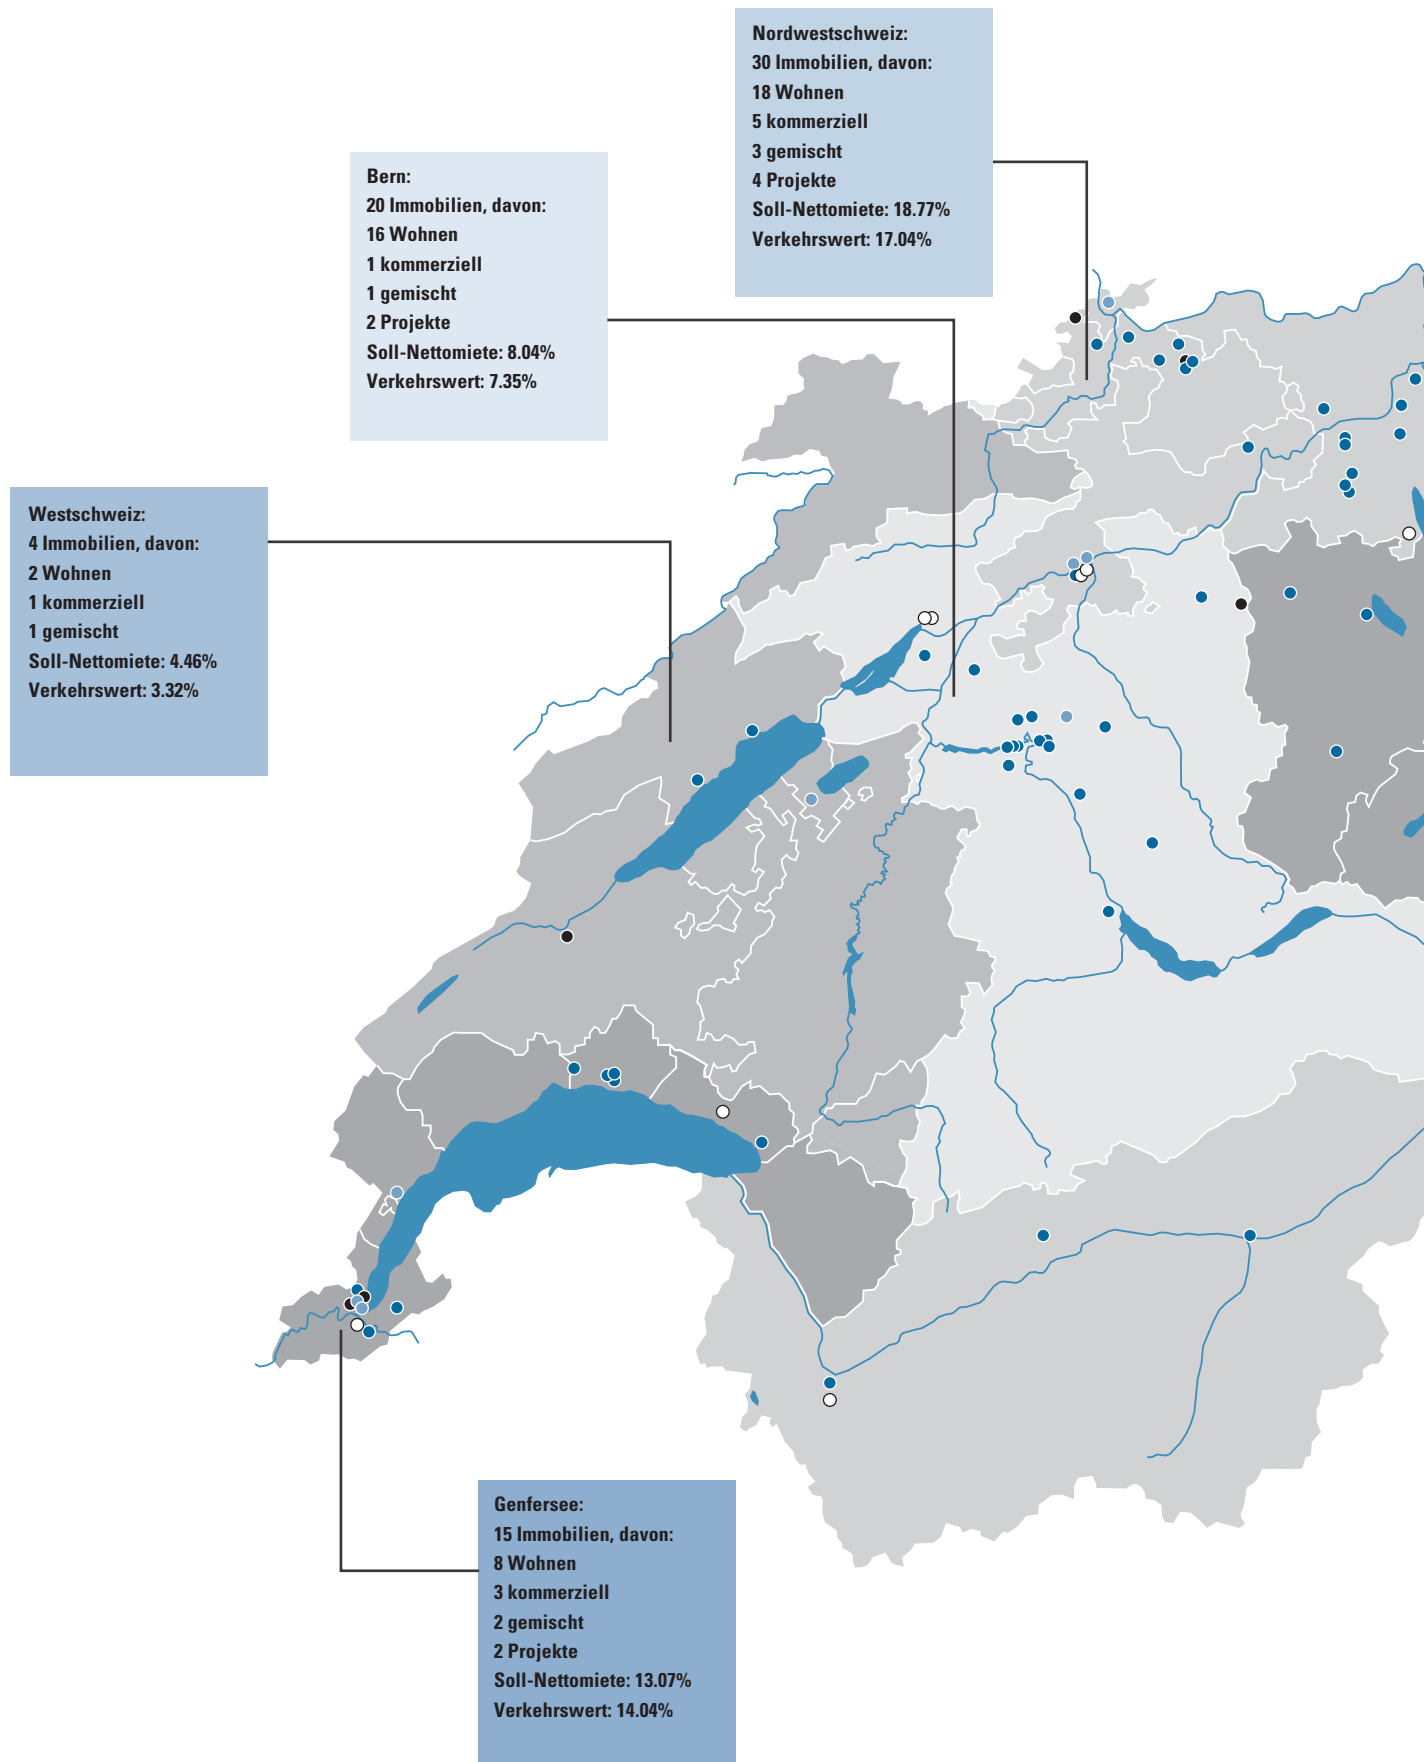 Nordwestschweiz:
30 Immobilien, davon:
18 Wohnen
5 kommerziell
3 gemischt
4 Projekte
Soll-Nettomiete: 18.77%
Verkehrswert: 17.04%
Bern:
20 Immobilien, davon:
16 Wohnen
1 kommerziell
1 gemischt
2 Projekte
Soll-Nettomiete: 8.04%
Verkehrswert: 7.35%
Westschweiz:
4 Immobilien, davon:
2 Wohnen
1 kommerziell
1 gemischt
Soll-Nettomiete: 4.46%
Verkehrswert: 3.32%
Genfersee:
15 Immobilien, davon:
8 Wohnen
3 kommerziell
2 gemischt
2 Projekte
Soll-Nettomiete: 13.07%
Verkehrswert: 14.04%